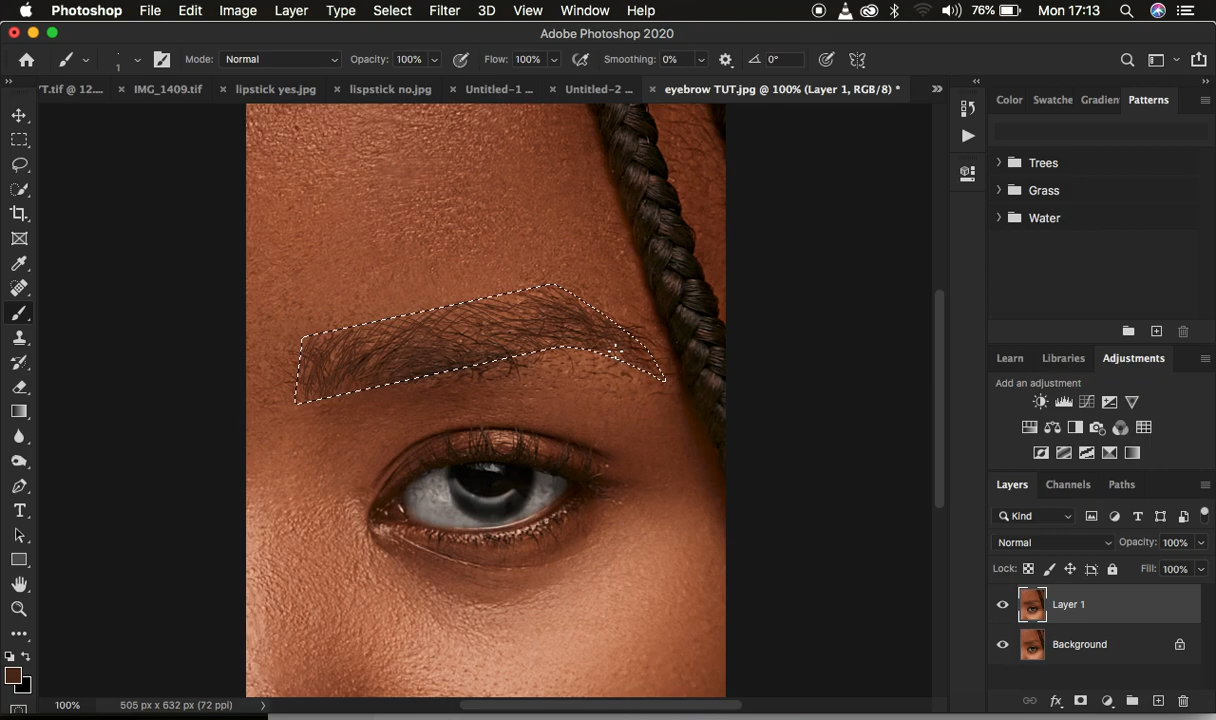 Photoshop File Edit Image Layer Type Select Filter 3D View Window Help 76% Mon 17:13
Adobe Photoshop 2020
1 Mode: Normal Opacity: 100% Flow: 100% Smoothing: 0% 0°
YT.tif @ 12.... IMG_1409.tif lipstick yes.jpg lispstick no.jpg Untitled-1 ... Untitled-2 ... eyebrow TUT.jpg @ 100% (Layer 1, RGB/8) *
Color Swatche Gradien Patterns
Trees
Grass
Water
Learn Libraries Adjustments
Add an adjustment
Layers Channels Paths
Kind
Normal Opacity: 100%
Lock: Fill: 100%
Layer 1
Background
100% 505 px x 632 px (72 ppi)